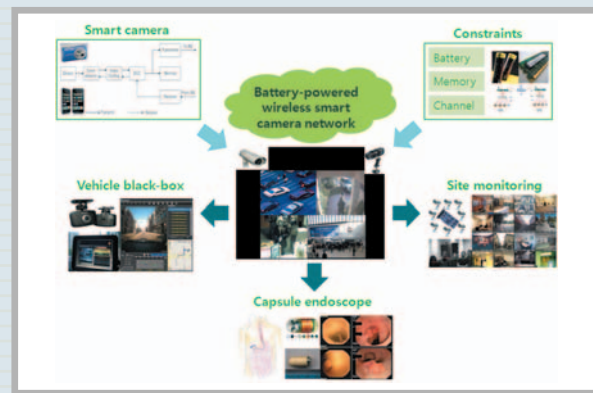 Smart camera
Constraints
Battery
Memory
Channel
Battery-powered
wireless smart
camera network
Vehicle black-box
Site monitoring
Capsule endoscope